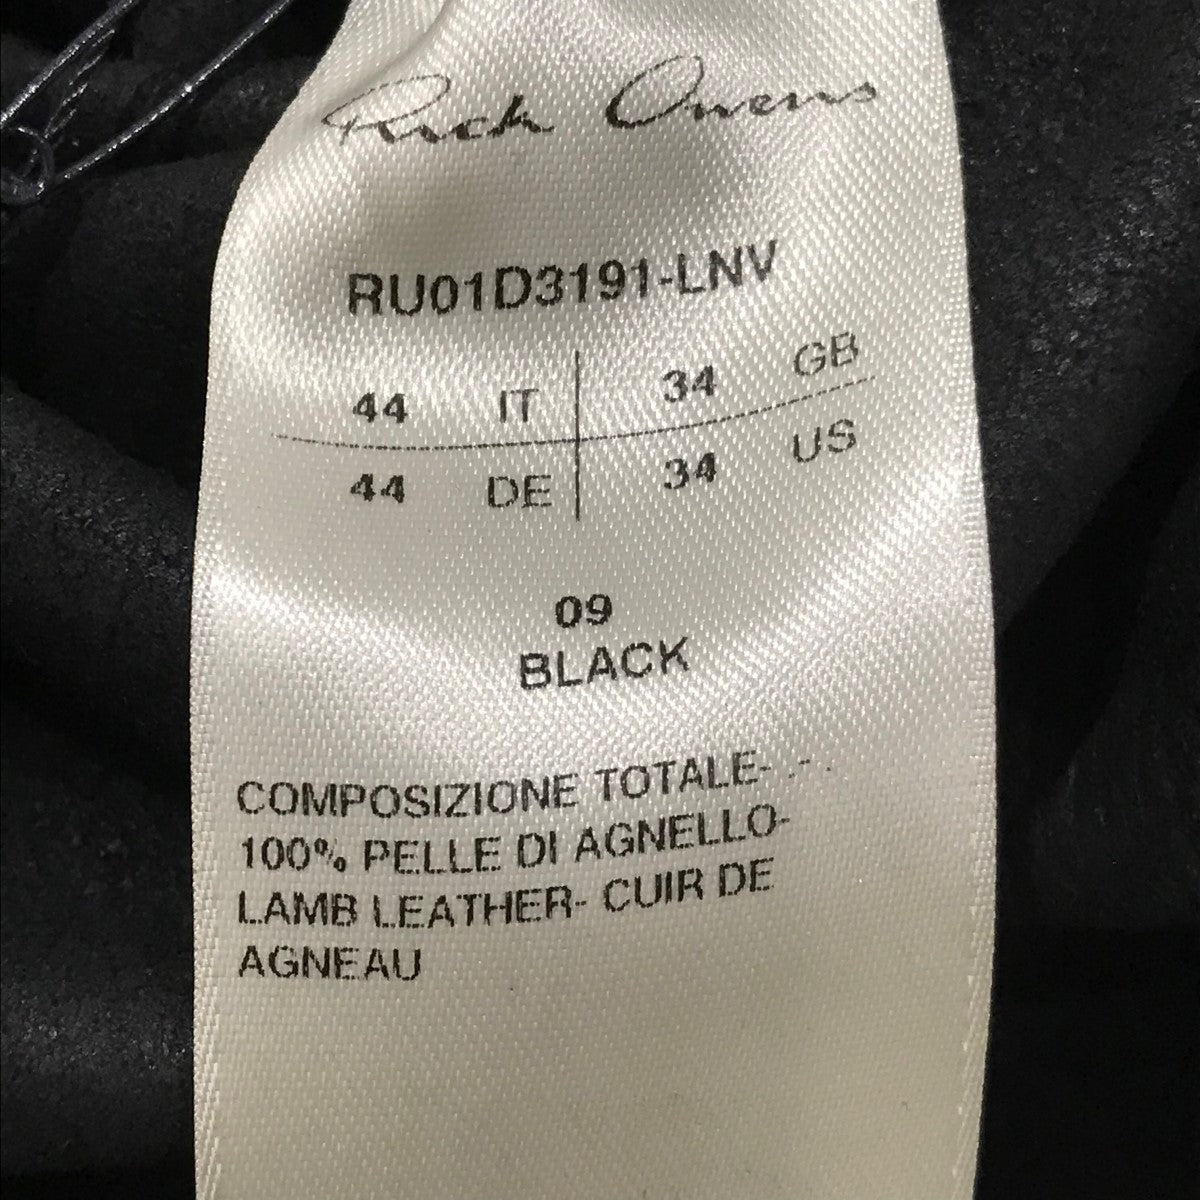 Rick Owens
RU01D3191-LNV
44 IT 34 GB
44 DE 34 US
09
BLACK
COMPOSIZIONE TOTALE- .-.
100% PELLE DI AGNELLO-
LAMB LEATHER- CUIR DE
AGNEAU